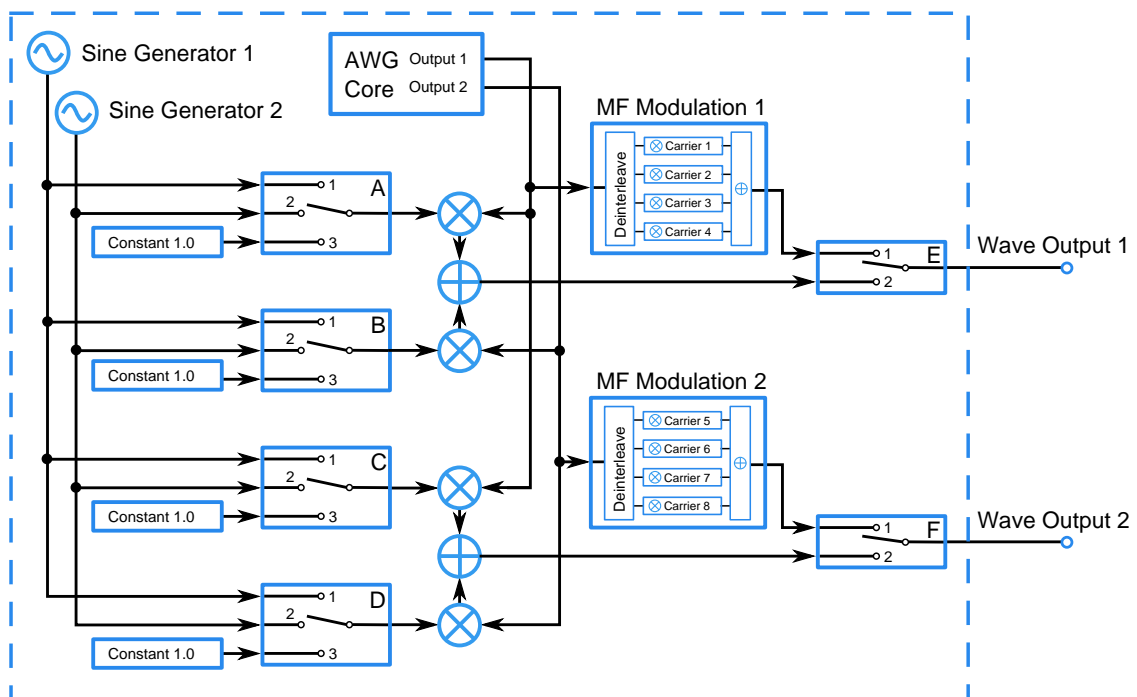 Sine Generator 1
Sine Generator 2
AWG Core
Output 1
Output 2
MF Modulation 1
Deinterleave
Carrier 1
Carrier 2
Carrier 3
Carrier 4
1
2
3
A
Constant 1.0
1
2
E
Wave Output 1
1
2
3
B
Constant 1.0
MF Modulation 2
Deinterleave
Carrier 5
Carrier 6
Carrier 7
Carrier 8
1
2
3
C
Constant 1.0
1
2
F
Wave Output 2
1
2
3
D
Constant 1.0